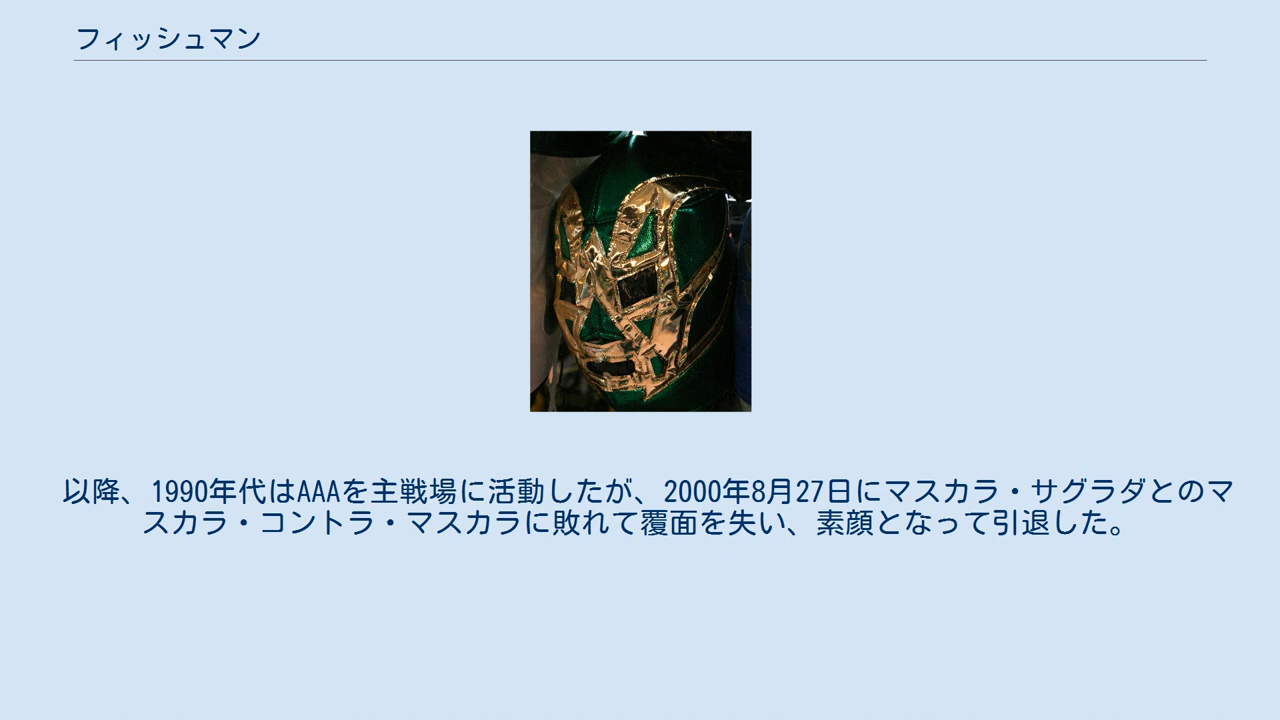 フィッシュマン
以降、1990年代はAAAを主戦場に活動したが、2000年8月27日にマスカラ・サグラダとのマ
スカラ・コントラ・マスカラに敗れて覆面を失い、素顔となって引退した。